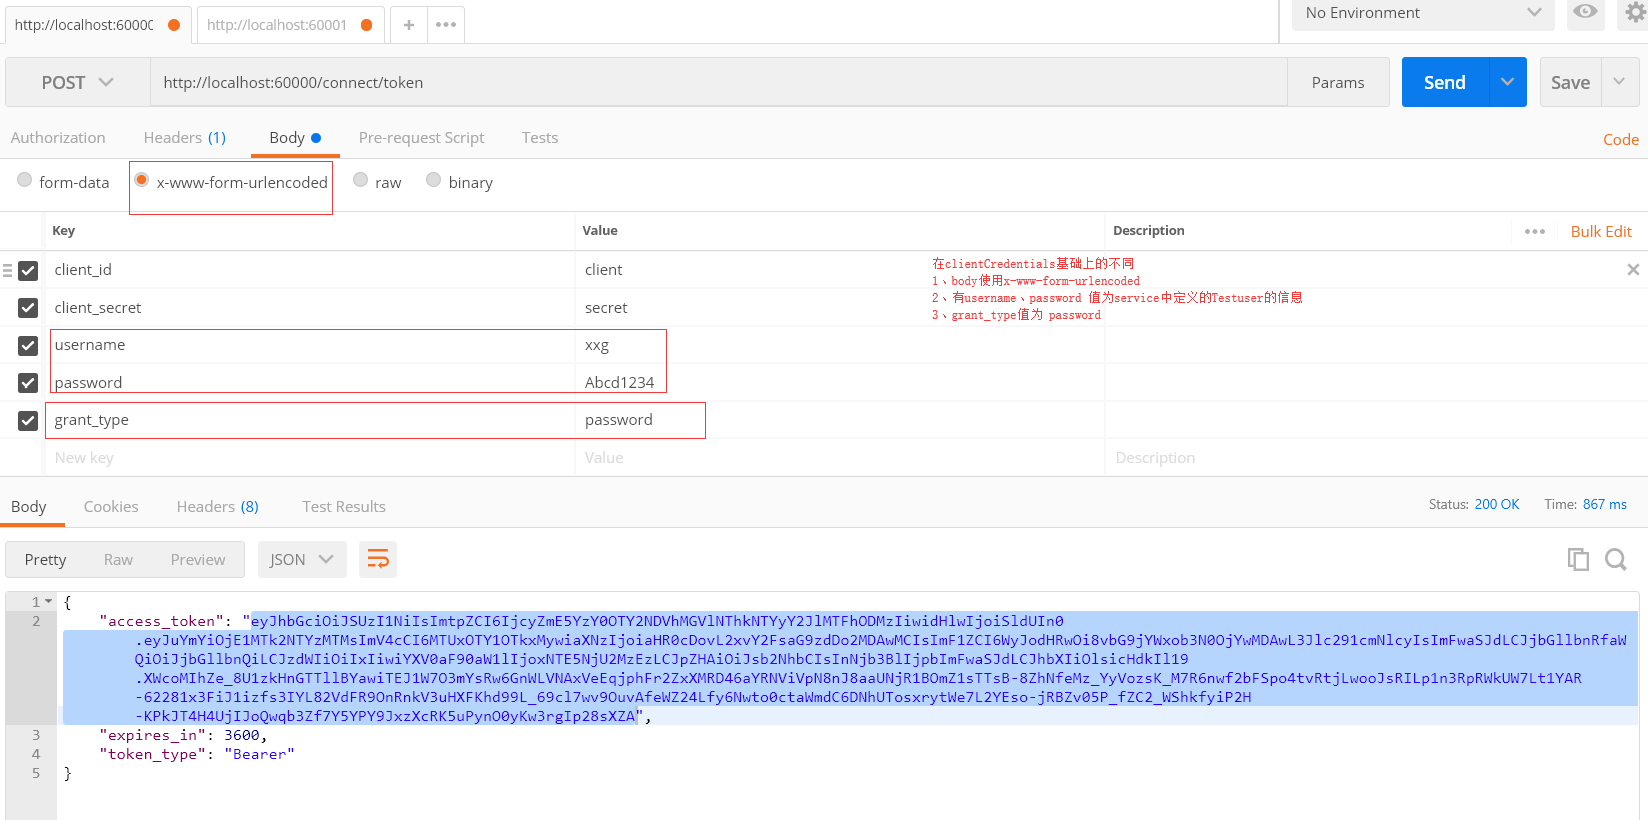 http://localhost:6000(
http://localhost:60001
+
•••
No Environment
POST
http://localhost:60000/connect/token
Params
Send
Save
Authorization
Headers (1)
Body
Pre-request Script
Tests
Code
form-data
x-www-form-urlencoded
raw
binary
Key
Value
Description
•••
Bulk Edit
client_id
client
client_secret
secret
username
xxg
password
Abcd1234
grant_type
password
New key
Value
Description
在clientCredentials基础上的不同
1、body使用x-www-form-urlencoded
2、有username、password 值为service中定义的Testuser的信息
3、grant_type值为 password
Body
Cookies
Headers (8)
Test Results
Status: 200 OK
Time: 867 ms
Pretty
Raw
Preview
JSON
1 {
2 "access_token": "eyJhbGciOiJSUzI1NiIsImtpZCI6IjcyZmE5YzY0OTY2NDVhMGVlNThkNTYyY2JlMTFhODMzIiwidHlwIjoiSldUIn0
.eyJuYmYiOjE1MTk2NTYzMTMsImV4cCI6MTUxOTY1OTkxMywiaXNzIjoiaHR0cDovL2xvY2FsaG9zdDo2MDAwMCIsImF1ZCI6WyJodHRwOi8vbG9jYWxob3N0OjYwMDAwL3Jlc291cmNlcyIsImFwaSJdLCJjbGllbnRfaW
QiOiJjbGllbnQiLCJzdWIiOiIxIiwiYXV0aF90aW1lIjoxNTE5NjU2MzEzLCJpZHAiOiJsb2NhbCIsInNjb3BlIjpbImFwaSJdLCJhbXIiOlsicHdkIl19
.XWcoMIhZe_8U1zkHnGTTllBYawiTEJ1W7O3mYsRw6GnWLVNAxVeEqjphFr2ZxXMRD46aYRNViVpN8nJ8aaUNjR1BOmZ1sTTsB-8ZhNfeMz_YyVozsK_M7R6nwf2bFSpo4tvRtjLwooJsRILp1n3RpRWkUW7Lt1YAR
-62281x3FiJ1izfs3IYL82VdFR9OnRnkV3uHXFKhd99L_69cl7wv9OuvAfeWZ24Lfy6Nwto0ctaWmdC6DNhUTosxrytWe7L2YEso-jRBZv05P_fZC2_WShkfyiP2H
-KPkJT4H4UjIJoQwqb3Zf7Y5YPY9JxzXcRK5uPynO0yKw3rgIp28sXZA",
3 "expires_in": 3600,
4 "token_type": "Bearer"
5 }